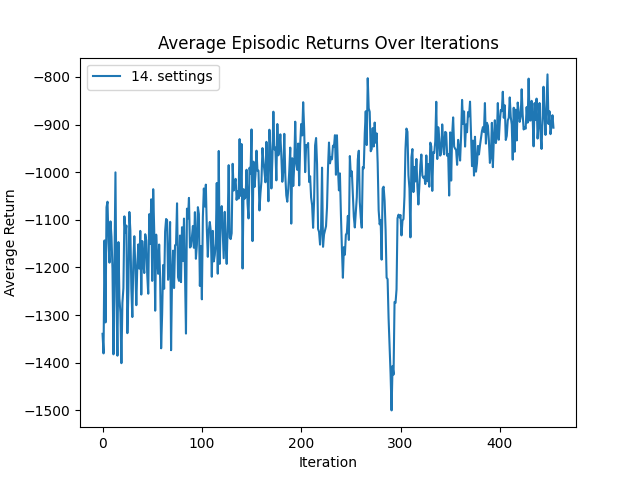 Average Episodic Returns Over Iterations
14. settings
Average Return
−800
−900
−1000
−1100
−1200
−1300
−1400
−1500
0 100 200 300 400
Iteration